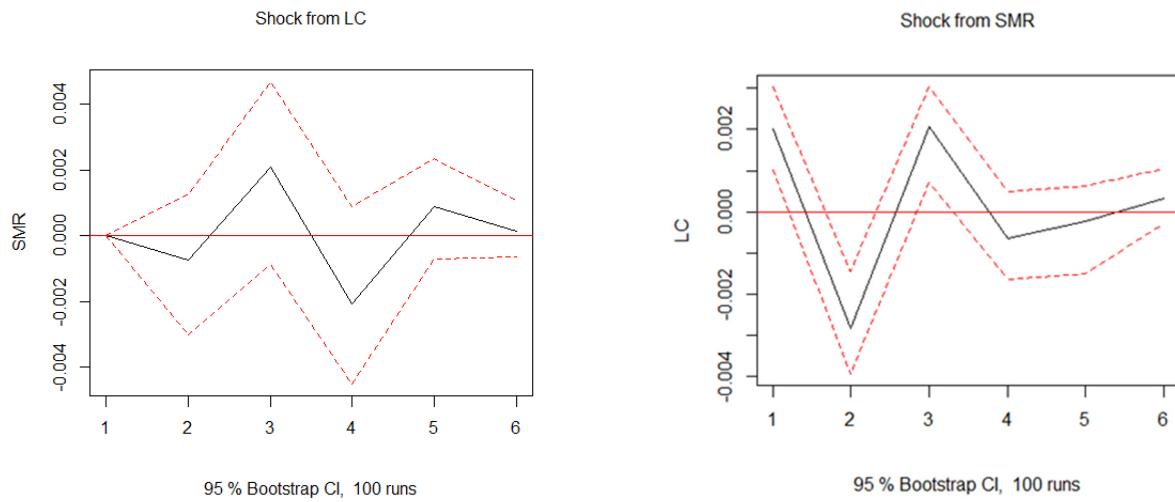 Shock from LC
SMR
0.004
0.002
0.000
-0.002
-0.004
1 2 3 4 5 6
95 % Bootstrap CI, 100 runs
Shock from SMR
LC
0.002
0.000
-0.002
-0.004
1 2 3 4 5 6
95 % Bootstrap CI, 100 runs